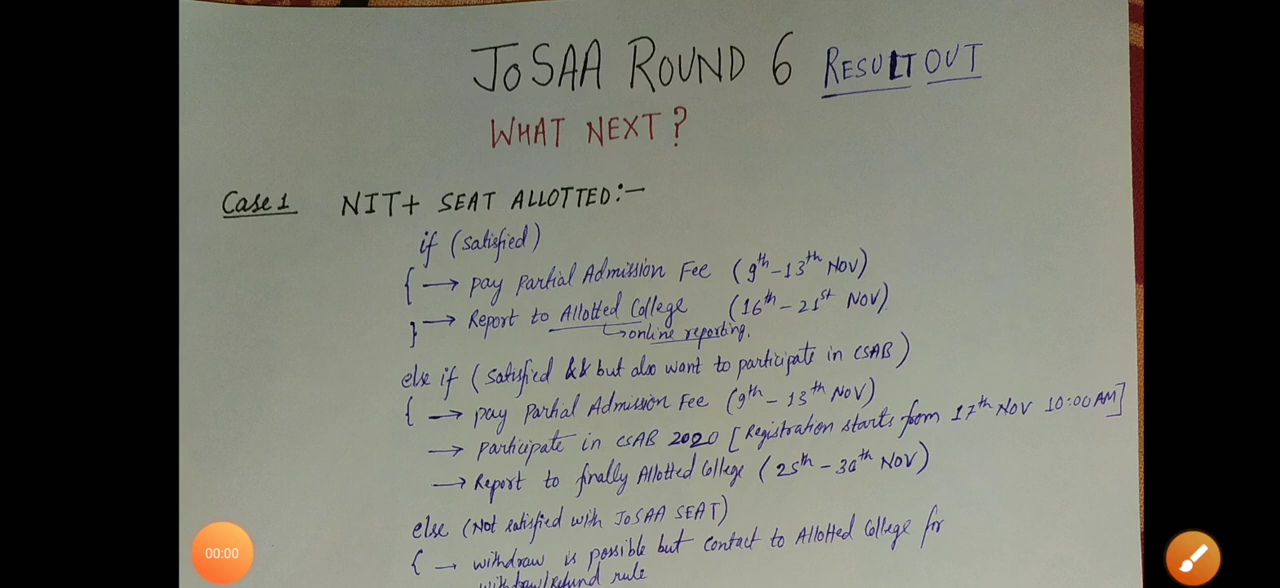 JoSAA ROUND 6 RESULT OUT
WHAT NEXT?
Case 1 NIT+ SEAT ALLOTTED:-
if (satisfied)
{ → pay Partial Admission Fee (9th - 13th Nov)
} → Report to Allotted College (16th - 21st Nov)
↳ online reporting.
else if (satisfied && but also want to participate in CSAB)
{ → pay Partial Admission Fee (9th - 13th Nov)
→ participate in CSAB 2020 [Registration starts from 17th Nov 10:00AM]
→ Report to finally Allotted College (25th - 30th Nov)
else (Not satisfied with JoSAA SEAT)
{ → withdraw is possible but contact to Allotted College for
withdraw/refund rule
00:00